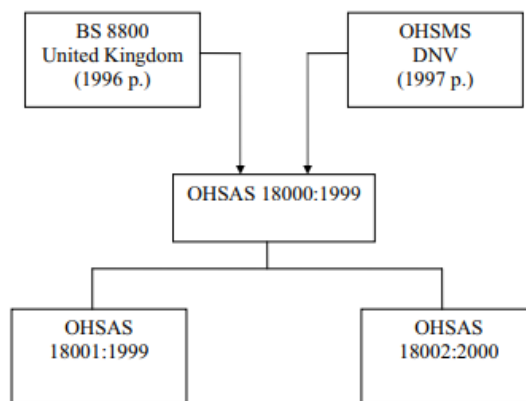 BS 8800
United Kingdom
(1996 p.)
OHSMS
DNV
(1997 p.)
OHSAS 18000:1999
OHSAS
18001:1999
OHSAS
18002:2000